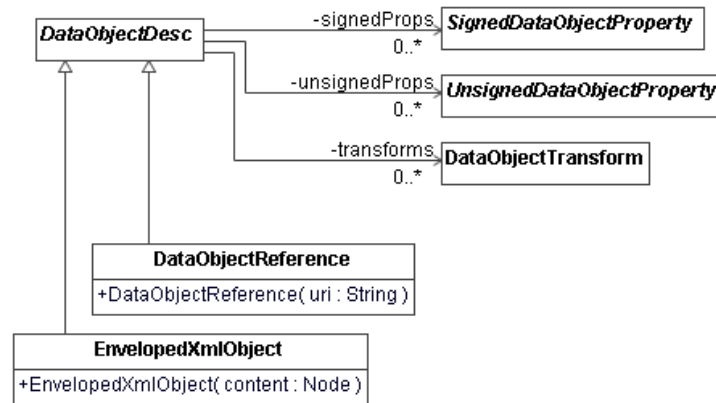 DataObjectDesc
-signedProps
0..*
SignedDataObjectProperty
-unsignedProps
0..*
UnsignedDataObjectProperty
-transforms
0..*
DataObjectTransform
DataObjectReference
+DataObjectReference( uri : String )
EnvelopedXmlObject
+EnvelopedXmlObject( content : Node )